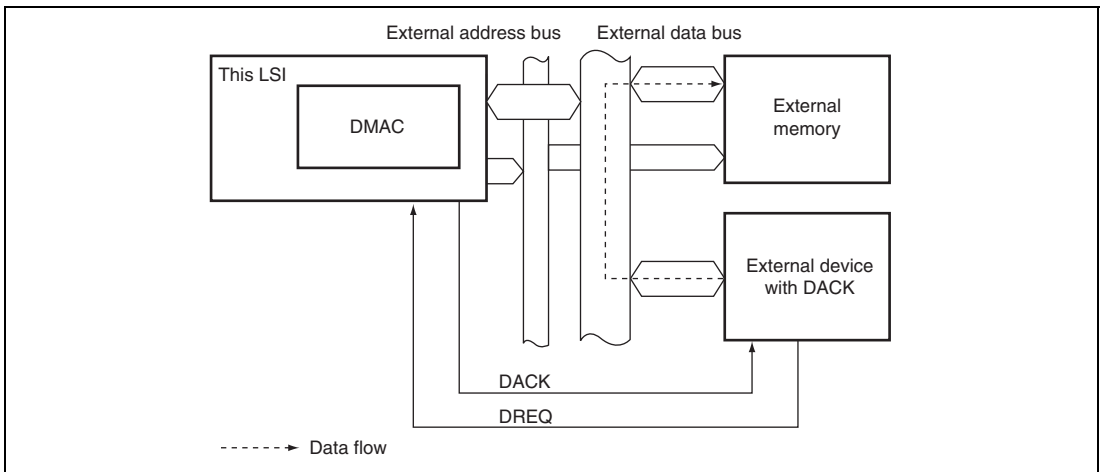 External address bus
External data bus
This LSI
DMAC
External
memory
External device
with DACK
DACK
DREQ
Data flow